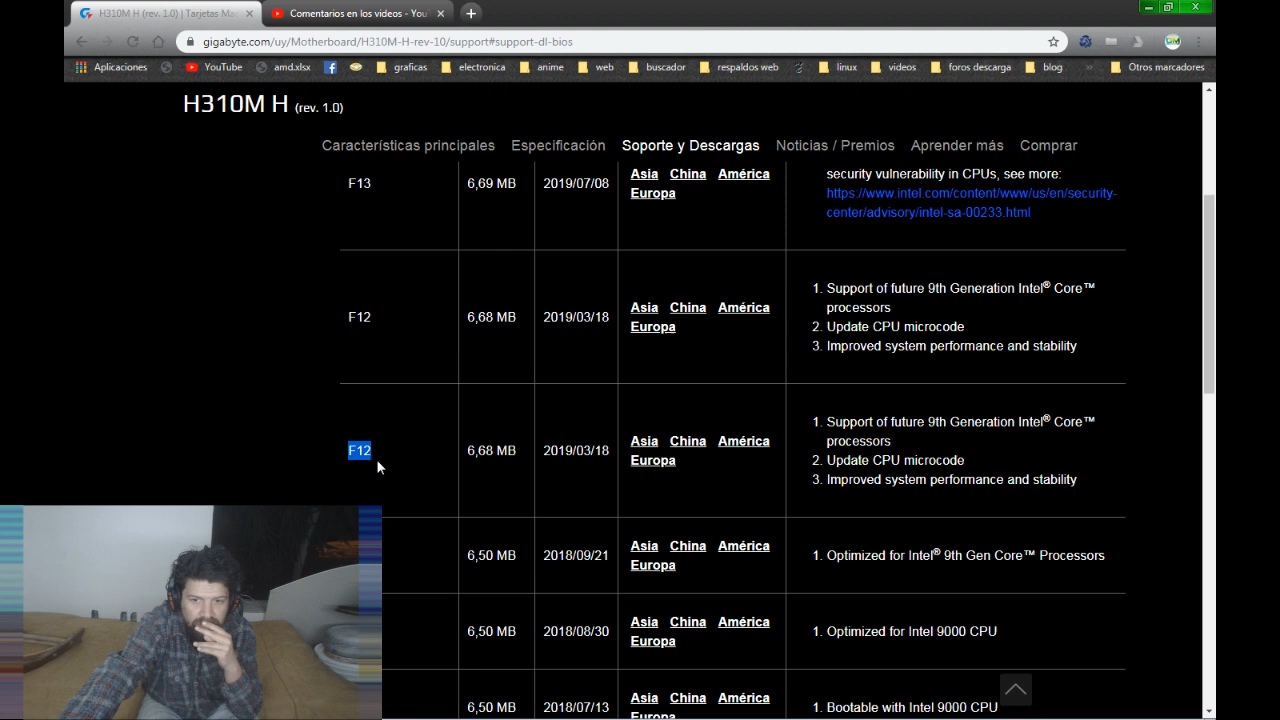 H310M H (rev. 1.0) | Tarjetas Ma
Comentarios en los videos - You
gigabyte.com/uy/Motherboard/H310M-H-rev-10/support#support-dl-bios
Aplicaciones YouTube amd.xlsx graficas electronica anime web buscador respaldos web linux videos foros descarga blog Otros marcadores
H310M H (rev. 1.0)
Características principales Especificación Soporte y Descargas Noticias / Premios Aprender más Comprar
F13 6,69 MB 2019/07/08 Asia China América
Europa
security vulnerability in CPUs, see more:
https://www.intel.com/content/www/us/en/security-
center/advisory/intel-sa-00233.html
F12 6,68 MB 2019/03/18 Asia China América
Europa
1. Support of future 9th Generation Intel® Core™
processors
2. Update CPU microcode
3. Improved system performance and stability
F12 6,68 MB 2019/03/18 Asia China América
Europa
1. Support of future 9th Generation Intel® Core™
processors
2. Update CPU microcode
3. Improved system performance and stability
6,50 MB 2018/09/21 Asia China América
Europa
1. Optimized for Intel® 9th Gen Core™ Processors
6,50 MB 2018/08/30 Asia China América
Europa
1. Optimized for Intel 9000 CPU
6,50 MB 2018/07/13 Asia China América
Europa
1. Bootable with Intel 9000 CPU